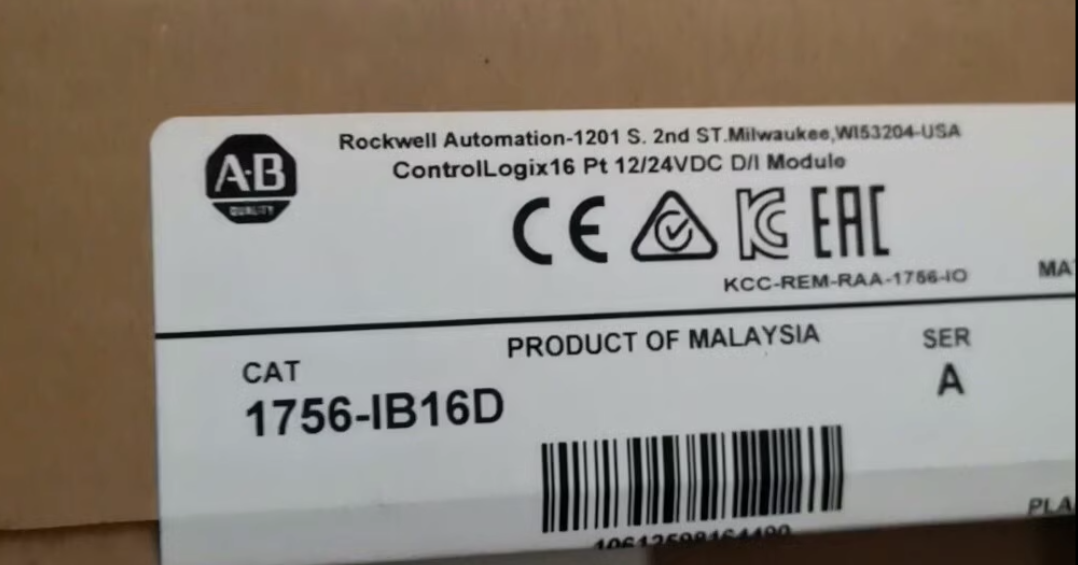 A·B
QUALITY
Rockwell Automation-1201 S. 2nd ST.Milwaukee,WI53204-USA
ControlLogix16 Pt 12/24VDC D/I Module
CE KC EAC
KCC-REM-RAA-1756-IO
MA
PRODUCT OF MALAYSIA
SER
CAT
A
1756-IB16D
PLA